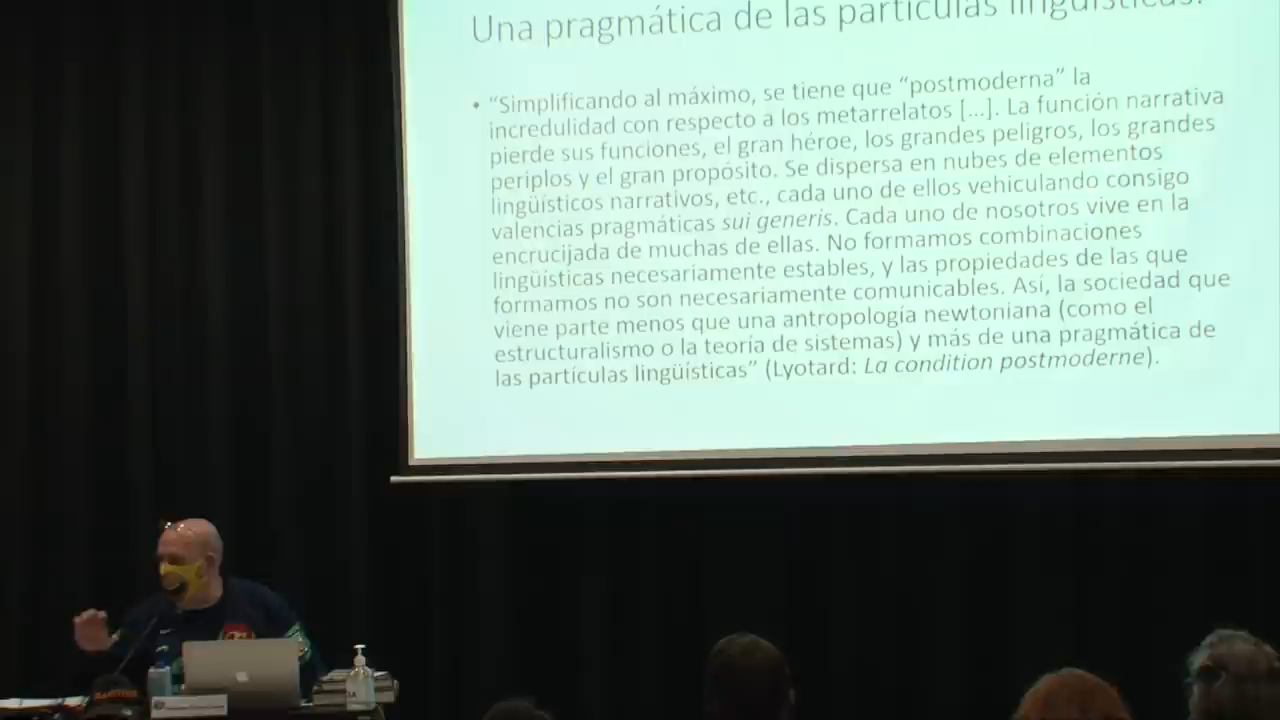 Una pragmática de las partículas lingüísticas.
• “Simplificando al máximo, se tiene que “postmoderna” la
incredulidad con respecto a los metarrelatos [...]. La función narrativa
pierde sus funciones, el gran héroe, los grandes peligros, los grandes
periplos y el gran propósito. Se dispersa en nubes de elementos
lingüísticos narrativos, etc., cada uno de ellos vehiculando consigo
valencias pragmáticas sui generis. Cada uno de nosotros vive en la
encrucijada de muchas de ellas. No formamos combinaciones
lingüísticas necesariamente estables, y las propiedades de las que
formamos no son necesariamente comunicables. Así, la sociedad que
viene parte menos que una antropología newtoniana (como el
estructuralismo o la teoría de sistemas) y más de una pragmática de
las partículas lingüísticas” (Lyotard: La condition postmoderne).